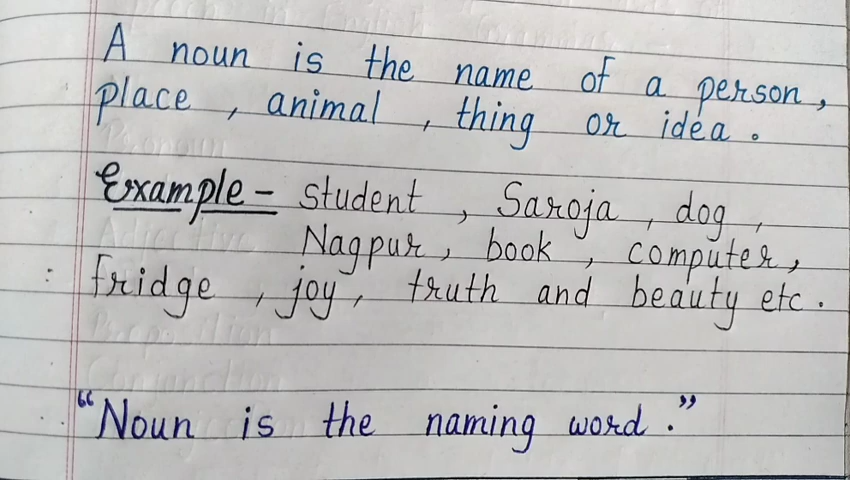 A noun is the name of a person,
place , animal , thing or idea .
Example - student , Saroja , dog ,
Nagpur , book , computer ,
fridge , joy , truth and beauty etc .
"Noun is the naming word ."